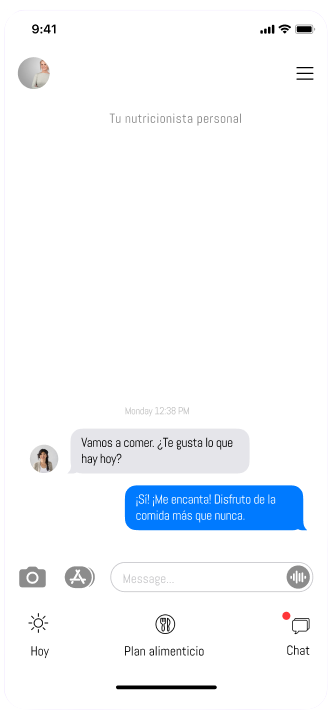 9:41
Tu nutricionista personal
Monday 12:38 PM
Vamos a comer. ¿Te gusta lo que
hay hoy?
¡Sí! ¡Me encanta! Disfruto de la
comida más que nunca.
Message...
Hoy
Plan alimenticio
Chat